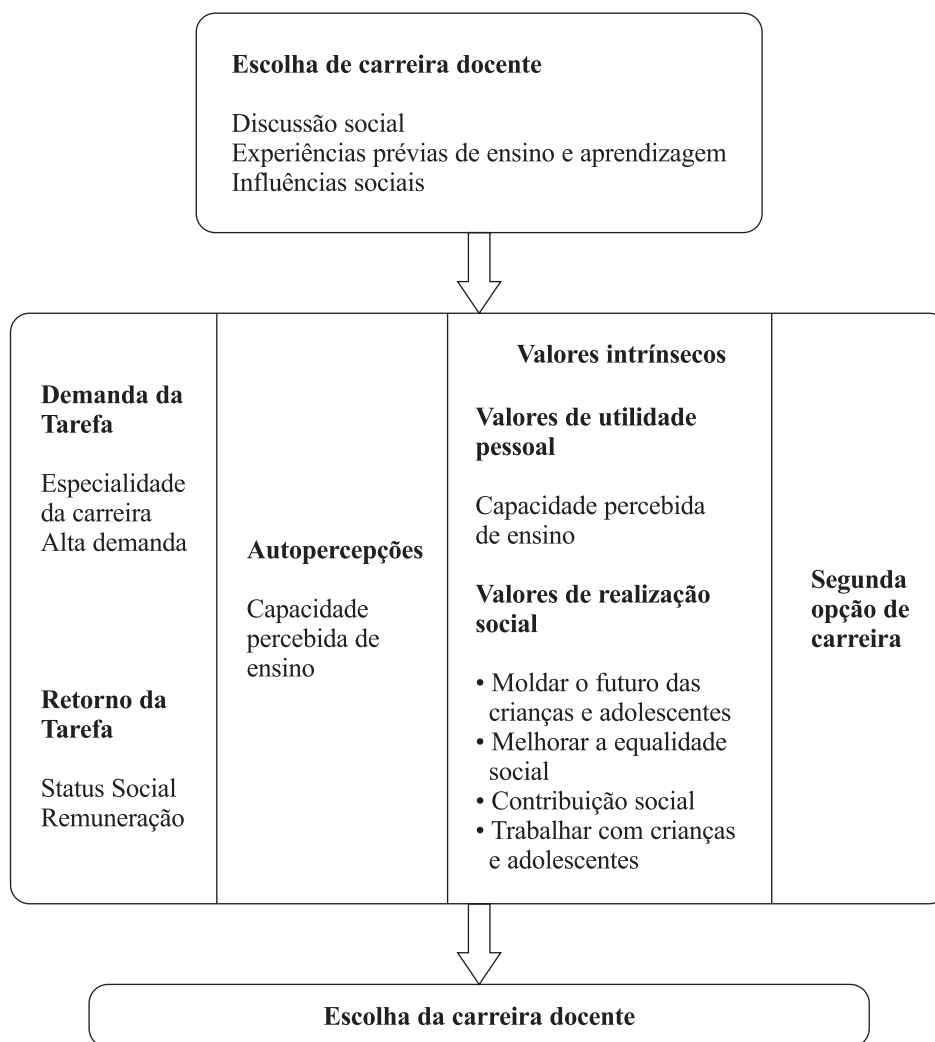 Escolha de carreira docente
Discussão social
Experiências prévias de ensino e aprendizagem
Influências sociais
Demanda da
Tarefa
Especialidade
da carreira
Alta demanda
Retorno da
Tarefa
Status Social
Remuneração
Autopercepções
Capacidade
percebida de
ensino
Valores intrínsecos
Valores de utilidade
pessoal
Capacidade percebida
de ensino
Valores de realização
social
• Moldar o futuro das
crianças e adolescentes
• Melhorar a equalidade
social
• Contribuição social
• Trabalhar com crianças
e adolescentes
Segunda
opção de
carreira
Escolha da carreira docente